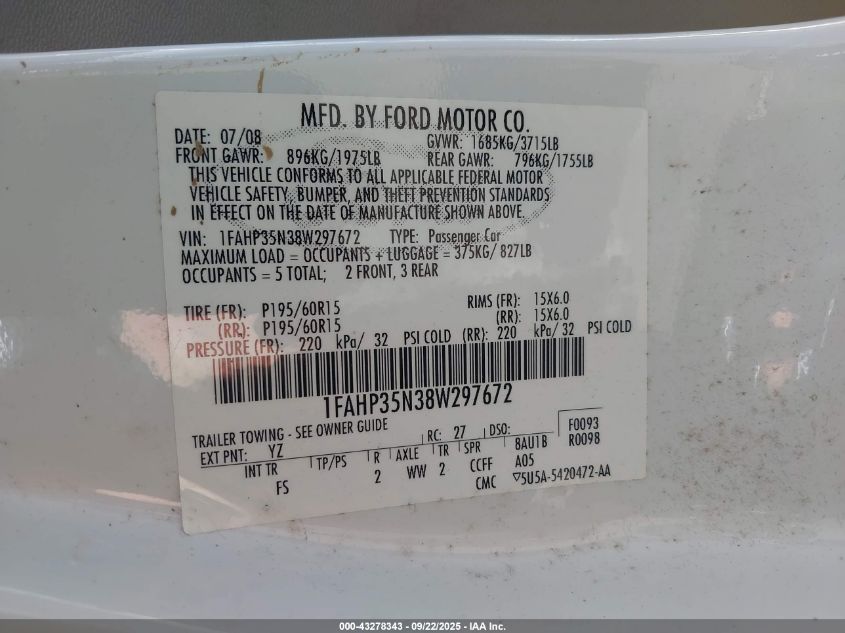 MFD. BY FORD MOTOR CO.
DATE: 07/08 GVWR: 1685KG/3715LB
FRONT GAWR: 896KG/1975LB REAR GAWR: 796KG/1755LB
THIS VEHICLE CONFORMS TO ALL APPLICABLE FEDERAL MOTOR
VEHICLE SAFETY, BUMPER, AND THEFT PREVENTION STANDARDS
IN EFFECT ON THE DATE OF MANUFACTURE SHOWN ABOVE.
VIN: 1FAHP35N38W297672 TYPE: Passenger Car
MAXIMUM LOAD = OCCUPANTS + LUGGAGE = 375KG/ 827LB
OCCUPANTS = 5 TOTAL; 2 FRONT, 3 REAR
TIRE (FR): P195/60R15 RIMS (FR): 15X6.0
(RR): P195/60R15 (RR): 15X6.0
PRESSURE (FR): 220 kPa/ 32 PSI COLD (RR): 220 kPa/ 32 PSI COLD
1FAHP35N38W297672
TRAILER TOWING - SEE OWNER GUIDE
EXT PNT: YZ RC: 27 DSO: F0093
INT TR TP/PS R AXLE TR SPR 8AU1B R0098
FS 2 WW 2 CCFF A05
CMC ▽5U5A-5420472-AA
000-43278343 - 09/22/2025 - IAA Inc.